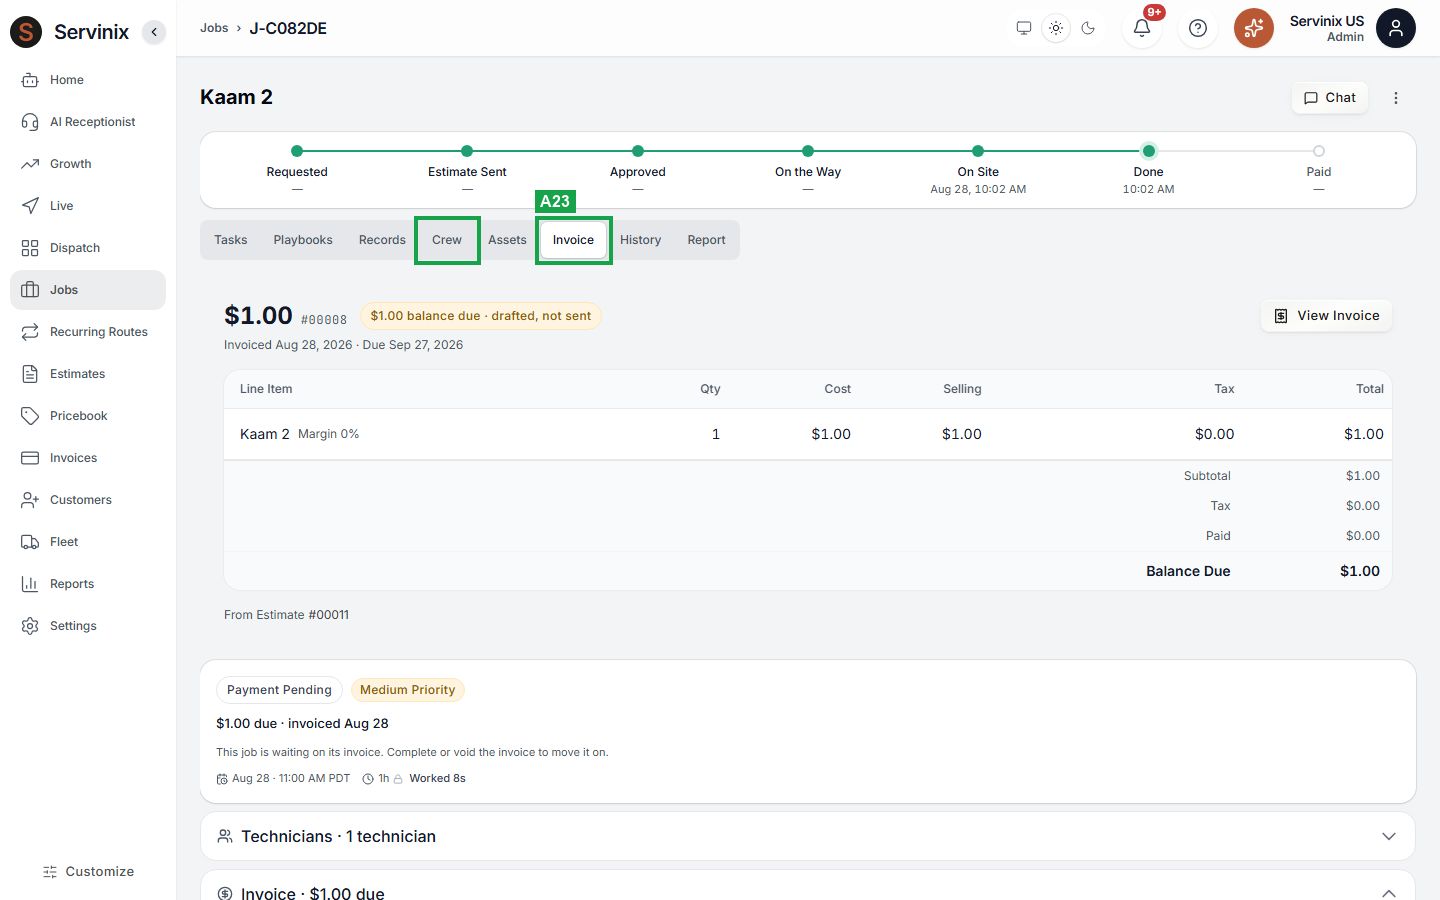 S Servinix
Jobs › J-C082DE
9+
Servinix US
Admin
Home
AI Receptionist
Growth
Live
Dispatch
Jobs
Recurring Routes
Estimates
Pricebook
Invoices
Customers
Fleet
Reports
Settings
Customize
Kaam 2
Chat
Requested
—
Estimate Sent
—
Approved
—
On the Way
—
On Site
Aug 28, 10:02 AM
Done
10:02 AM
Paid
—
A23
Tasks Playbooks Records Crew Assets Invoice History Report
$1.00 #00008 $1.00 balance due · drafted, not sent
View Invoice
Invoiced Aug 28, 2026 · Due Sep 27, 2026
Line Item Qty Cost Selling Tax Total
Kaam 2 Margin 0% 1 $1.00 $1.00 $0.00 $1.00
Subtotal $1.00
Tax $0.00
Paid $0.00
Balance Due $1.00
From Estimate #00011
Payment Pending Medium Priority
$1.00 due · invoiced Aug 28
This job is waiting on its invoice. Complete or void the invoice to move it on.
Aug 28 · 11:00 AM PDT 1h Worked 8s
Technicians · 1 technician
Invoice · $1.00 due